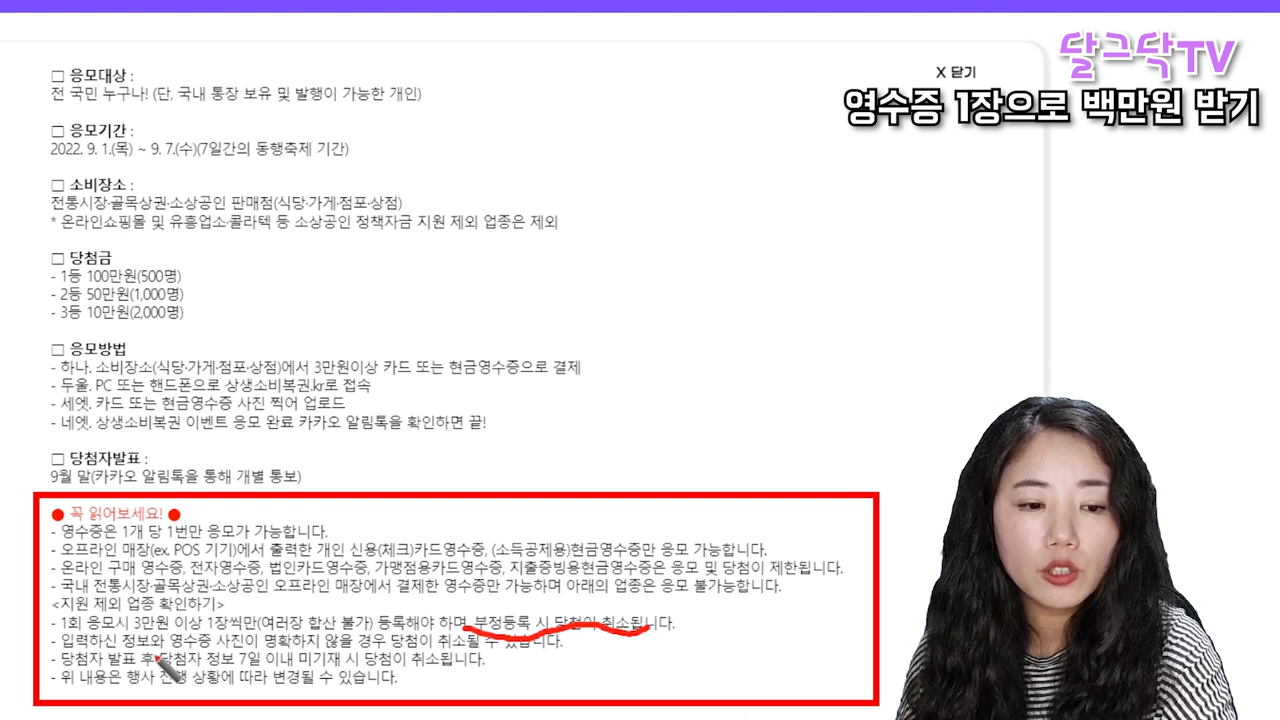 달그닥TV
영수증 1장으로 백만원 받기
X 닫기
□ 응모대상 :
전 국민 누구나! (단, 국내 통장 보유 및 발행이 가능한 개인)
□ 응모기간 :
2022. 9. 1.(목) ~ 9. 7.(수)(7일간의 동행축제 기간)
□ 소비장소 :
전통시장·골목상권·소상공인 판매점(식당·가게·점포·상점)
* 온라인쇼핑몰 및 유흥업소·콜라텍 등 소상공인 정책자금 지원 제외 업종은 제외
□ 당첨금
- 1등 100만원(500명)
- 2등 50만원(1,000명)
- 3등 10만원(2,000명)
□ 응모방법
- 하나. 소비장소(식당·가게·점포·상점)에서 3만원이상 카드 또는 현금영수증으로 결제
- 두울. PC 또는 핸드폰으로 상생소비복권.kr로 접속
- 세엣. 카드 또는 현금영수증 사진 찍어 업로드
- 네엣. 상생소비복권 이벤트 응모 완료 카카오 알림톡을 확인하면 끝!
□ 당첨자발표 :
9월 말(카카오 알림톡을 통해 개별 통보)
● 꼭 읽어보세요! ●
- 영수증은 1개 당 1번만 응모가 가능합니다.
- 오프라인 매장(ex. POS 기기)에서 출력한 개인 신용(체크)카드영수증, (소득공제용)현금영수증만 응모 가능합니다.
- 온라인 구매 영수증, 전자영수증, 법인카드영수증, 가맹점용카드영수증, 지출증빙용현금영수증은 응모 및 당첨이 제한됩니다.
- 국내 전통시장·골목상권·소상공인 오프라인 매장에서 결제한 영수증만 가능하며 아래의 업종은 응모 불가능합니다.
<지원 제외 업종 확인하기>
- 1회 응모시 3만원 이상 1장씩만(여러장 합산 불가) 등록해야 하며, 부정등록 시 당첨이 취소됩니다.
- 입력하신 정보와 영수증 사진이 명확하지 않을 경우 당첨이 취소될 수 있습니다.
- 당첨자 발표 후 당첨자 정보 7일 이내 미기재 시 당첨이 취소됩니다.
- 위 내용은 행사 진행 상황에 따라 변경될 수 있습니다.